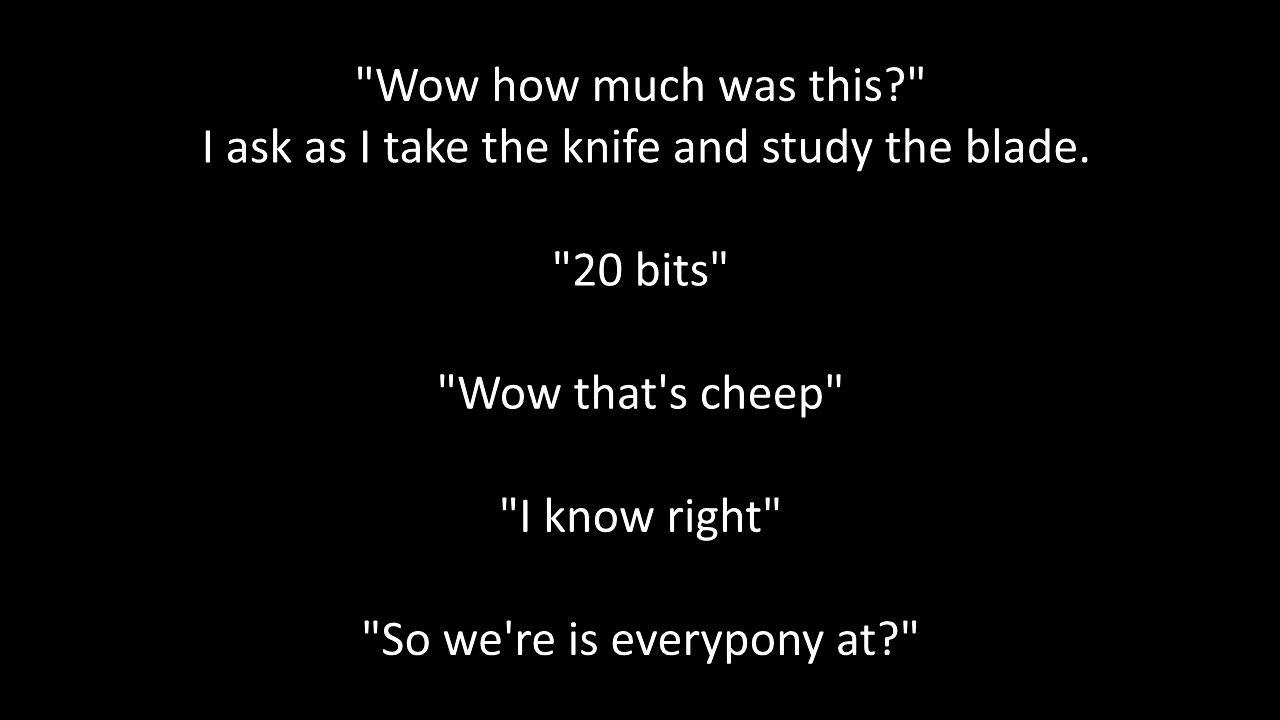 "Wow how much was this?"
I ask as I take the knife and study the blade.
"20 bits"
"Wow that's cheep"
"I know right"
"So we're is everypony at?"